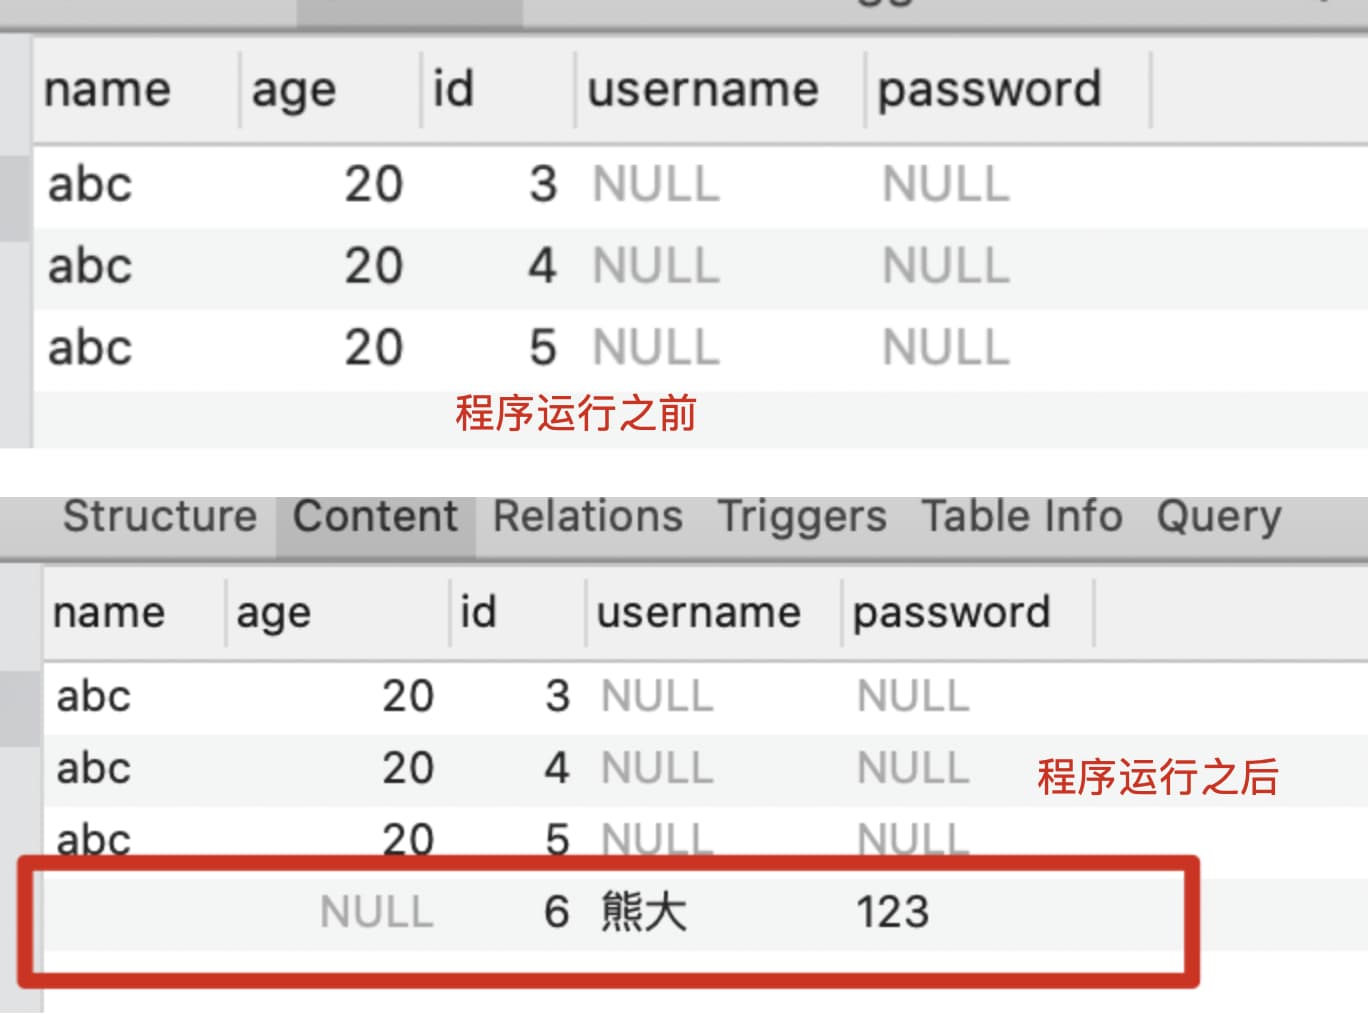 name age id username password
abc 20 3 NULL NULL
abc 20 4 NULL NULL
abc 20 5 NULL NULL
程序运行之前
Structure Content Relations Triggers Table Info Query
name age id username password
abc 20 3 NULL NULL
abc 20 4 NULL NULL
程序运行之后
abc 20 5 NULL NULL
NULL 6 熊大 123